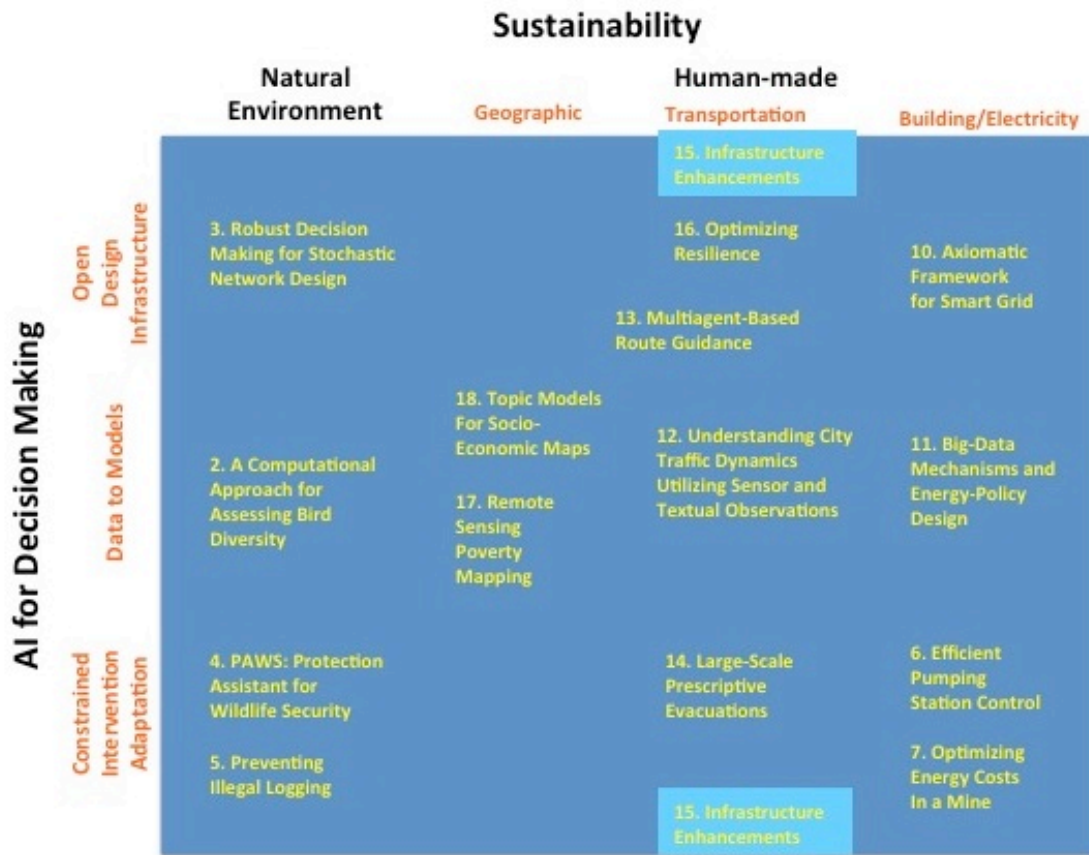 Sustainability
Natural
Environment
Human-made
Geographic
Transportation
Building/Electricity
AI for Decision Making
Open
Design
Infrastructure
15. Infrastructure
Enhancements
3. Robust Decision
Making for Stochastic
Network Design
16. Optimizing
Resilience
10. Axiomatic
Framework
for Smart Grid
13. Multiagent-Based
Route Guidance
Data to Models
18. Topic Models
For Socio-
Economic Maps
2. A Computational
Approach for
Assessing Bird
Diversity
17. Remote
Sensing
Poverty
Mapping
12. Understanding City
Traffic Dynamics
Utilizing Sensor and
Textual Observations
11. Big-Data
Mechanisms and
Energy-Policy
Design
Constrained
Intervention
Adaptation
4. PAWS: Protection
Assistant for
Wildlife Security
5. Preventing
Illegal Logging
14. Large-Scale
Prescriptive
Evacuations
6. Efficient
Pumping
Station Control
7. Optimizing
Energy Costs
In a Mine
15. Infrastructure
Enhancements